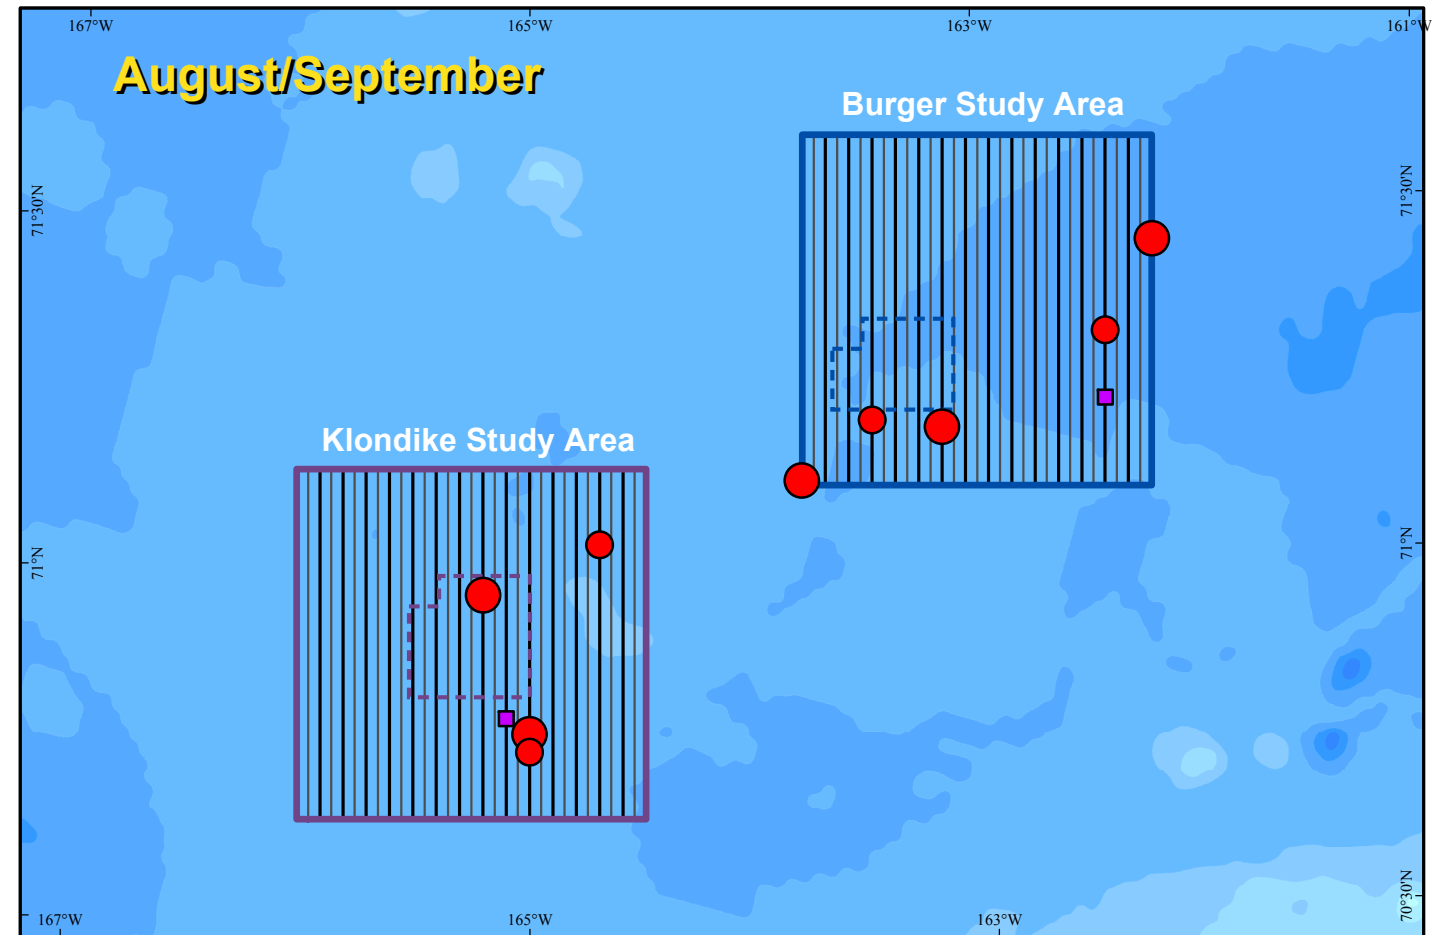 167°W
165°W
163°W
161°W
August/September
Burger Study Area
71°30'N
71°30'N
Klondike Study Area
71°N
71°N
70°30'N
167°W
165°W
163°W